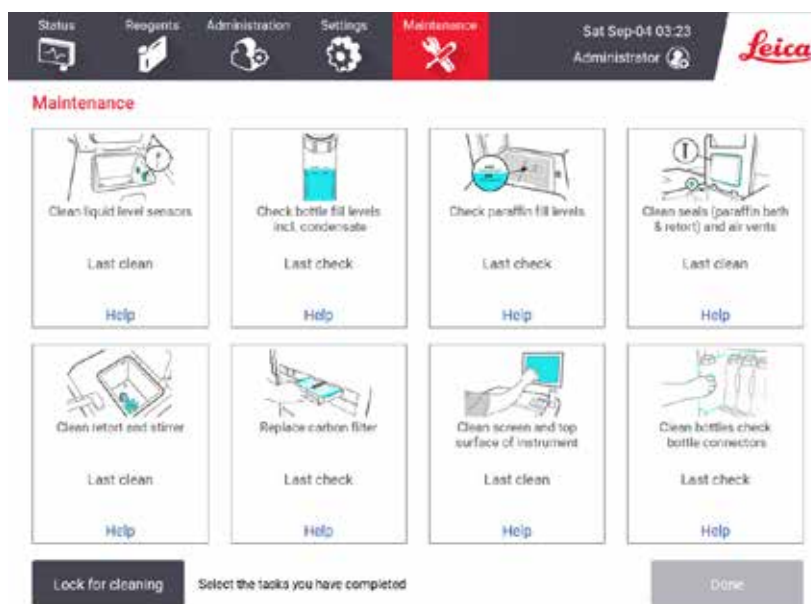 Status
Reagents
Administration
Settings
Maintenance
Sat Sep-04 03:23
Administrator
Leica
Maintenance
Clean liquid level sensors
Last clean
Help
Check bottle fill levels
incl. condensate
Last check
Help
Check paraffin fill levels
Last check
Help
Clean seals (paraffin bath
& retort) and air vents
Last clean
Help
Clean retort and stirrer
Last clean
Help
Replace carbon filter
Last check
Help
Clean screen and top
surface of instrument
Last clean
Help
Clean bottles check
bottle connectors
Last check
Help
Lock for cleaning
Select the tasks you have completed
Done